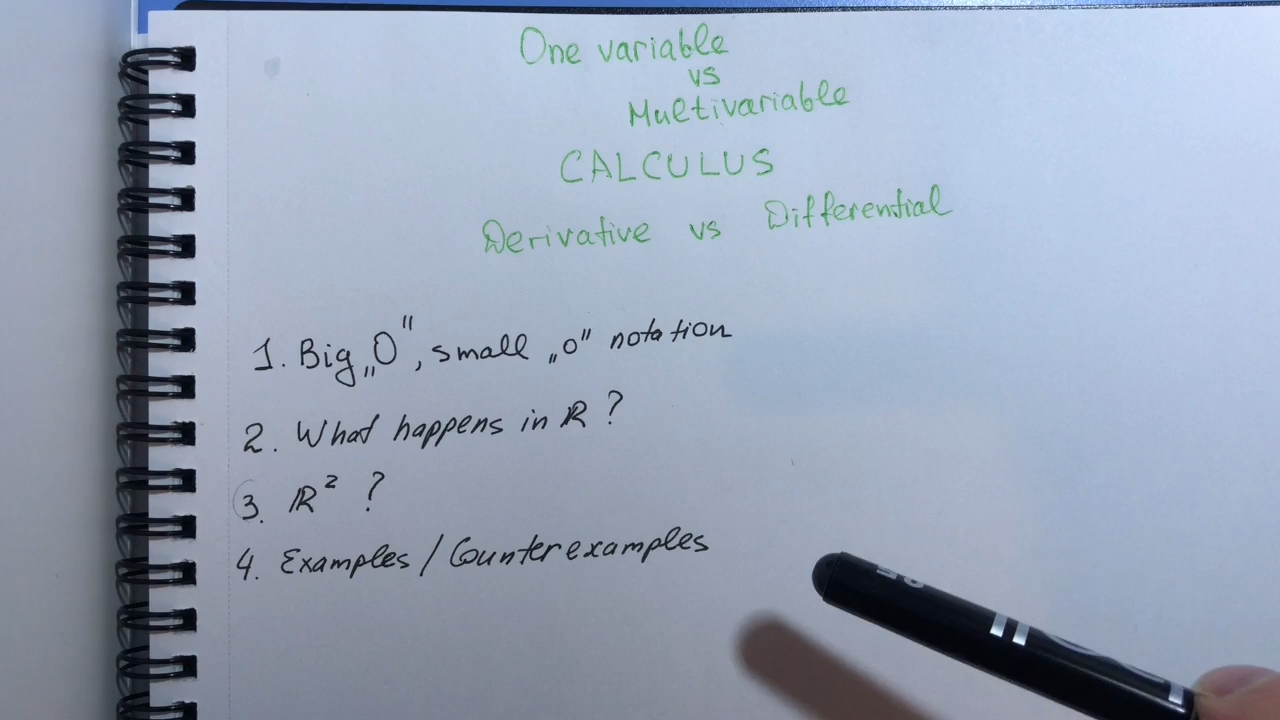 One variable
vs
Multivariable
CALCULUS
Derivative vs Differential
1. Big „O", small „o" notation
2. What happens in ℝ ?
3. ℝ² ?
4. Examples / Counterexamples